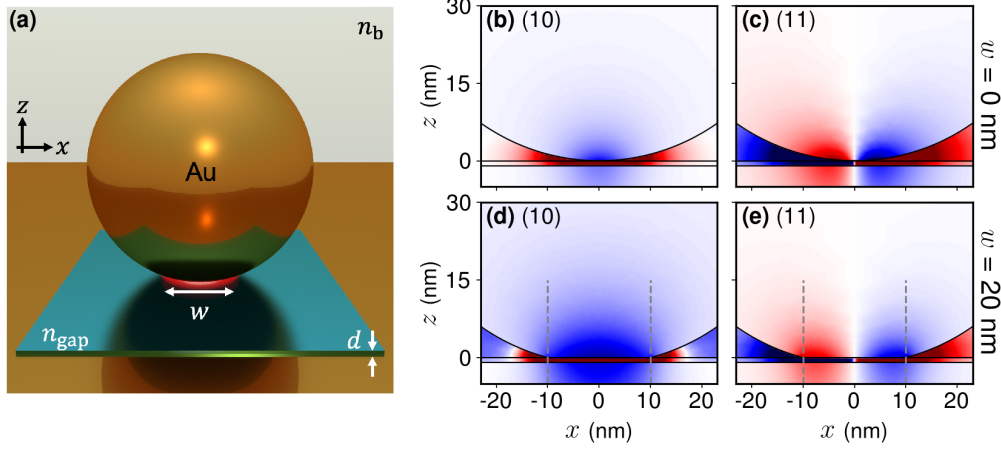 (a)
n_b
z
x
Au
w
n_gap
d
(b) (10)
(c) (11)
w = 0 nm
30
15
0
z (nm)
(d) (10)
(e) (11)
w = 20 nm
30
15
0
z (nm)
-20 -10 0 10 20
-20 -10 0 10 20
x (nm)
x (nm)